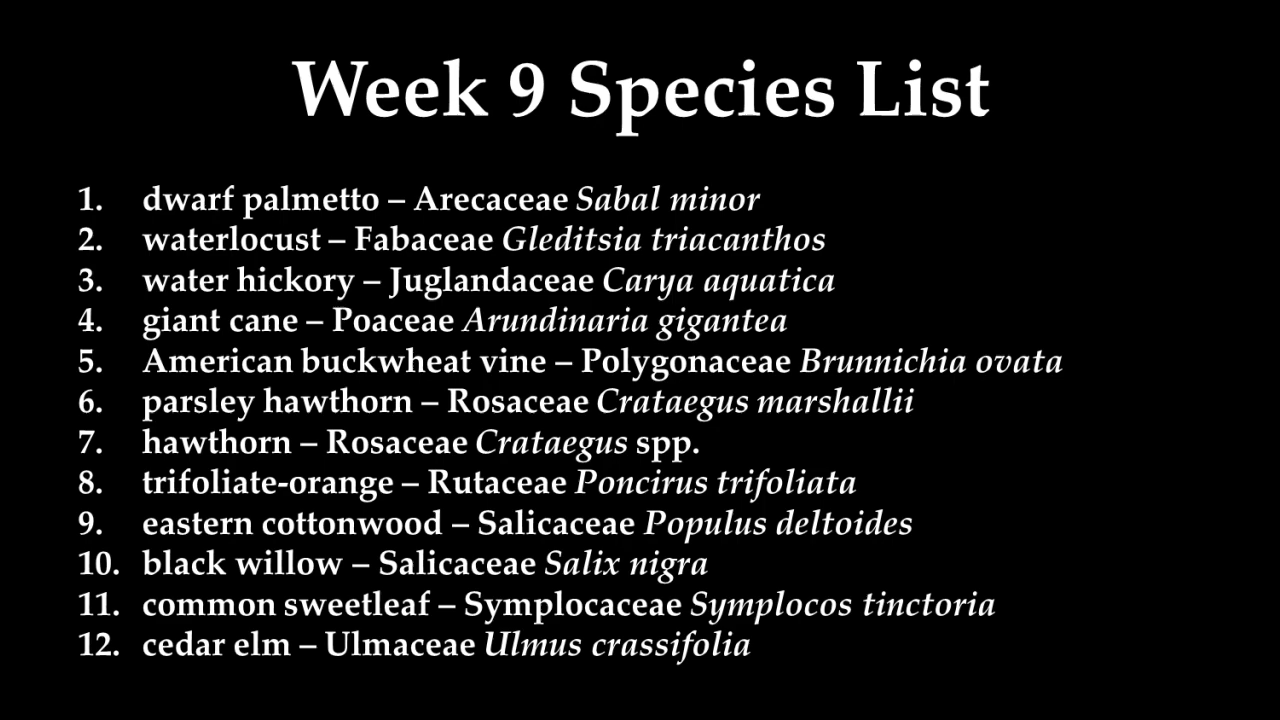 Week 9 Species List
1. dwarf palmetto – Arecaceae Sabal minor
2. waterlocust – Fabaceae Gleditsia triacanthos
3. water hickory – Juglandaceae Carya aquatica
4. giant cane – Poaceae Arundinaria gigantea
5. American buckwheat vine – Polygonaceae Brunnichia ovata
6. parsley hawthorn – Rosaceae Crataegus marshallii
7. hawthorn – Rosaceae Crataegus spp.
8. trifoliate-orange – Rutaceae Poncirus trifoliata
9. eastern cottonwood – Salicaceae Populus deltoides
10. black willow – Salicaceae Salix nigra
11. common sweetleaf – Symplocaceae Symplocos tinctoria
12. cedar elm – Ulmaceae Ulmus crassifolia